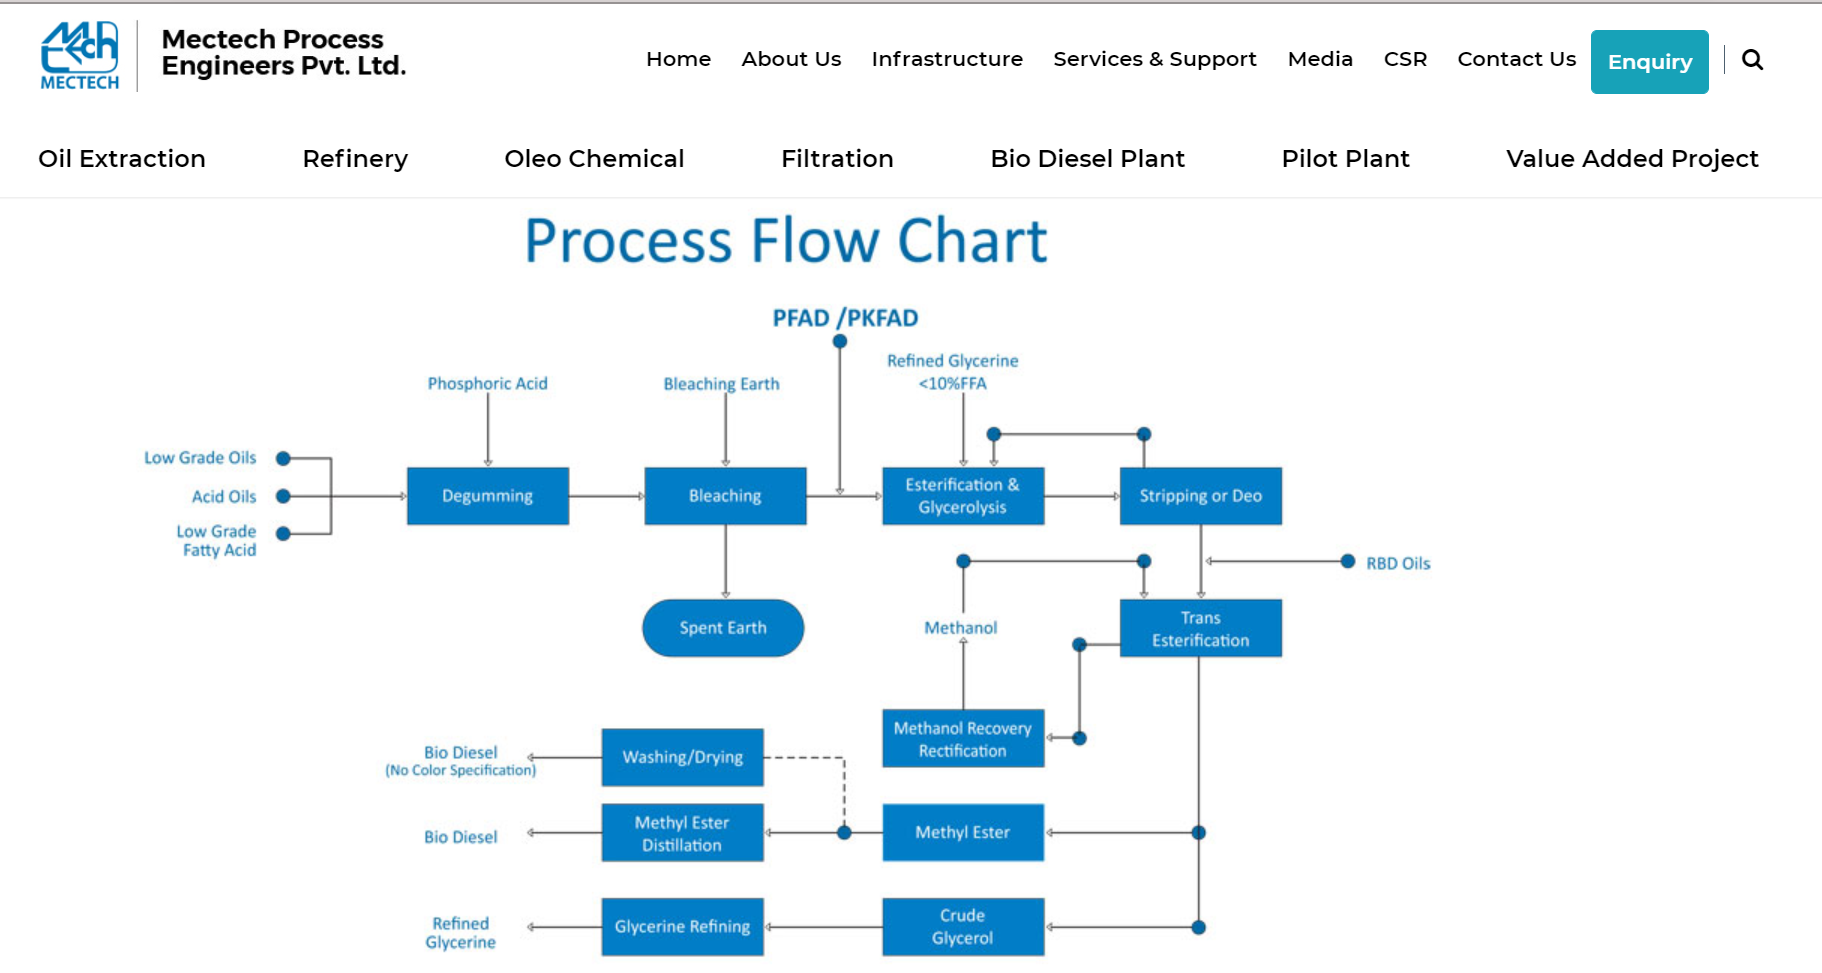 Mectech Process
Engineers Pvt. Ltd.
MECTECH
Home About Us Infrastructure Services & Support Media CSR Contact Us Enquiry
Oil Extraction Refinery Oleo Chemical Filtration Bio Diesel Plant Pilot Plant Value Added Project
Process Flow Chart
PFAD /PKFAD
Refined Glycerine
<10%FFA
Phosphoric Acid
Bleaching Earth
Low Grade Oils
Acid Oils
Low Grade
Fatty Acid
Degumming
Bleaching
Esterification &
Glycerolysis
Stripping or Deo
RBD Oils
Spent Earth
Methanol
Trans
Esterification
Methanol Recovery
Rectification
Bio Diesel
(No Color Specification)
Washing/Drying
Bio Diesel
Methyl Ester
Distillation
Methyl Ester
Refined
Glycerine
Glycerine Refining
Crude
Glycerol